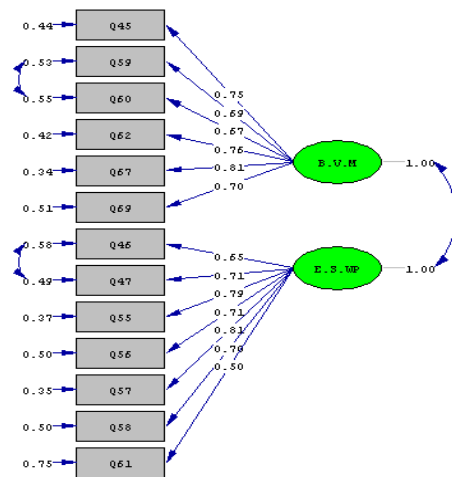 0.44 Q45
0.53 Q59
0.55 Q60
0.42 Q62
0.34 Q67
0.51 Q69
0.58 Q46
0.49 Q47
0.37 Q55
0.50 Q56
0.35 Q57
0.50 Q58
0.75 Q61
0.75
0.69
0.67
0.76
0.81
0.70
0.65
0.71
0.79
0.71
0.81
0.70
0.50
B.V.M 1.00
E.S.WP 1.00